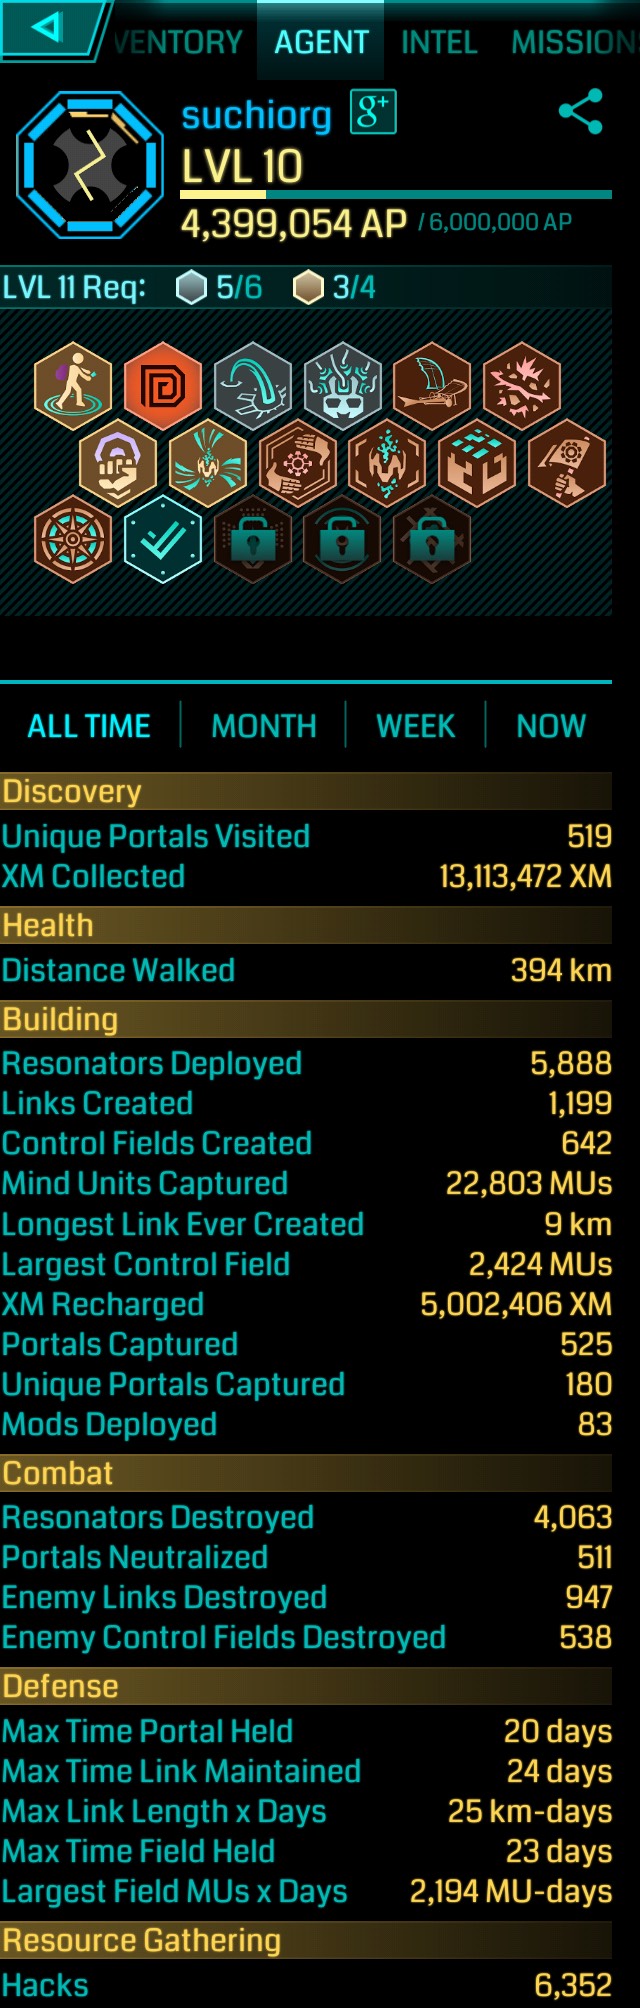 VENTORY AGENT INTEL MISSION
suchiorg g+
LVL 10
4,399,054 AP / 6,000,000 AP
LVL 11 Req: 5/6 3/4
ALL TIME MONTH WEEK NOW
Discovery
Unique Portals Visited 519
XM Collected 13,113,472 XM
Health
Distance Walked 394 km
Building
Resonators Deployed 5,888
Links Created 1,199
Control Fields Created 642
Mind Units Captured 22,803 MUs
Longest Link Ever Created 9 km
Largest Control Field 2,424 MUs
XM Recharged 5,002,406 XM
Portals Captured 525
Unique Portals Captured 180
Mods Deployed 83
Combat
Resonators Destroyed 4,063
Portals Neutralized 511
Enemy Links Destroyed 947
Enemy Control Fields Destroyed 538
Defense
Max Time Portal Held 20 days
Max Time Link Maintained 24 days
Max Link Length x Days 25 km-days
Max Time Field Held 23 days
Largest Field MUs x Days 2,194 MU-days
Resource Gathering
Hacks 6,352